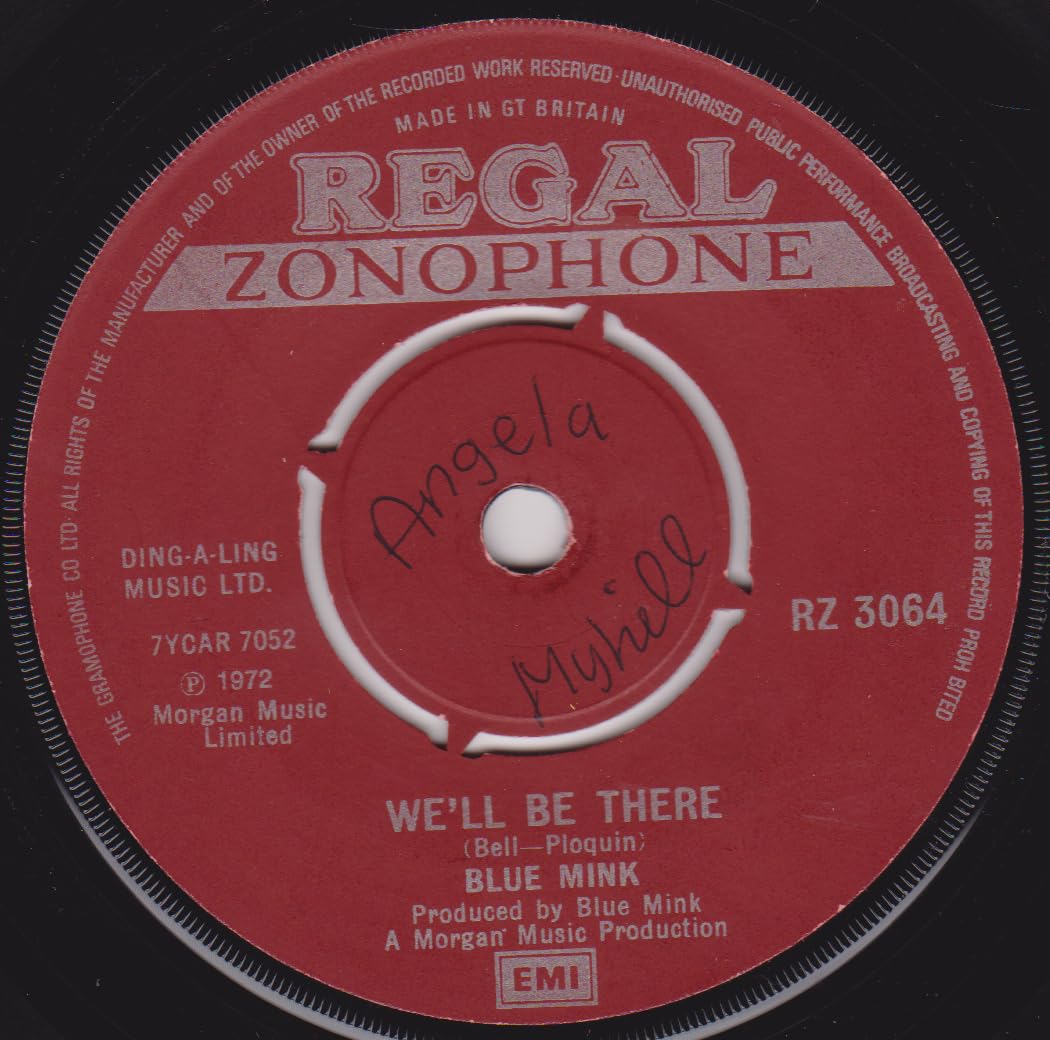 THE GRAMOPHONE CO LTD· ALL RIGHTS OF THE MANUFACTURER AND OF THE OWNER OF THE RECORDED WORK RESERVED · UNAUTHORISED PUBLIC PERFORMANCE BROADCASTING AND COPYING OF THIS RECORD PROH BITED
MADE IN GT BRITAIN
REGAL
ZONOPHONE
Angela
Myhill
DING-A-LING
MUSIC LTD.
7YCAR 7052
℗ 1972
Morgan Music
Limited
RZ 3064
WE'LL BE THERE
(Bell—Ploquin)
BLUE MINK
Produced by Blue Mink
A Morgan Music Production
EMI